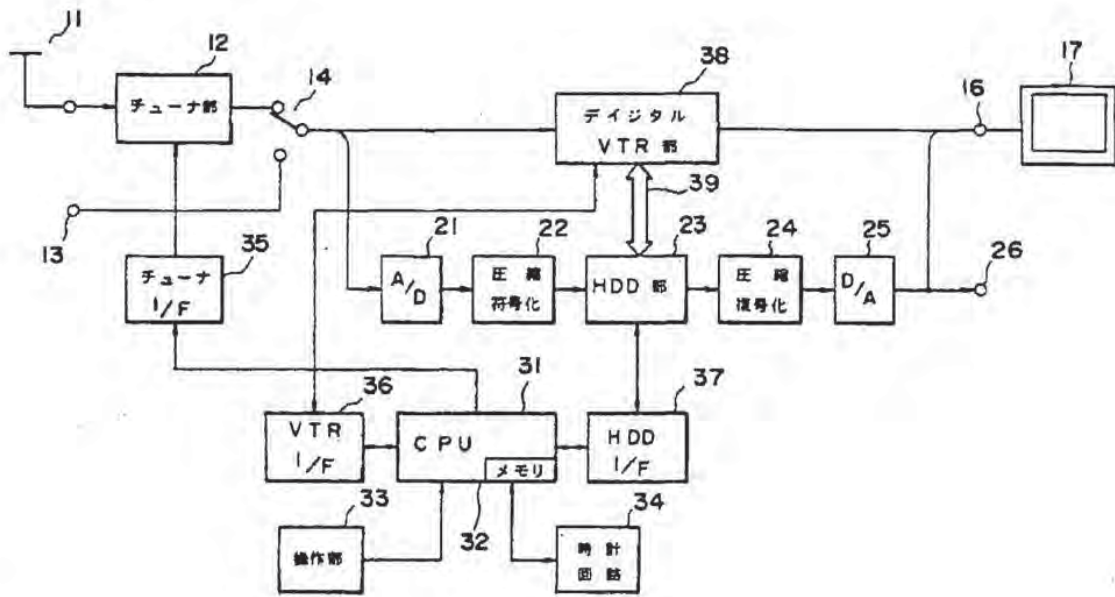 11
12
チューナ部
14
38
デイジタル
VTR部
16
17
39
13
35
チューナ
I/F
21
A/D
22
圧縮
符号化
23
HDD部
24
圧縮
復号化
25
D/A
26
36
VTR
I/F
31
CPU
メモリ
32
37
HDD
I/F
33
操作部
34
時計
回路